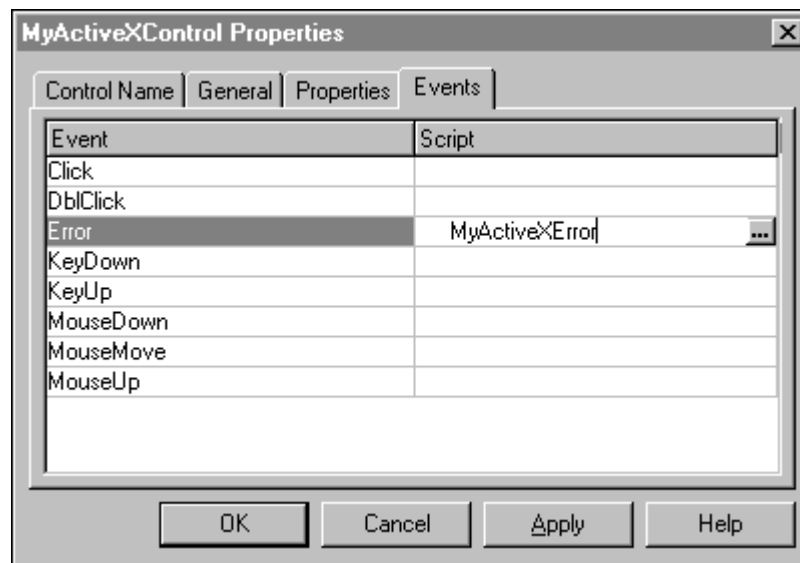 MyActiveXControl Properties
Control Name General Properties Events
Event Script
Click
DblClick
Error MyActiveXError ...
KeyDown
KeyUp
MouseDown
MouseMove
MouseUp
OK Cancel Apply Help